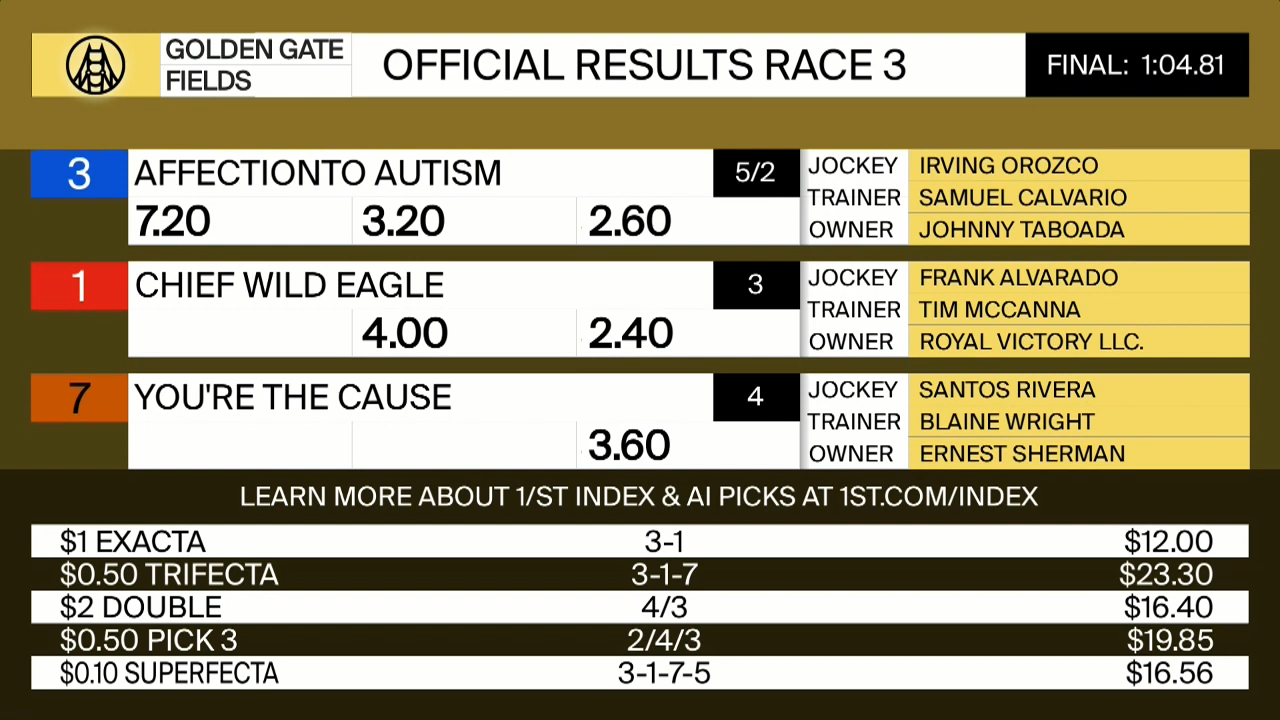 GOLDEN GATE
FIELDS
OFFICIAL RESULTS RACE 3
FINAL: 1:04.81
3
AFFECTIONTO AUTISM
5/2
7.20 3.20 2.60
JOCKEY IRVING OROZCO
TRAINER SAMUEL CALVARIO
OWNER JOHNNY TABOADA
1
CHIEF WILD EAGLE
3
4.00 2.40
JOCKEY FRANK ALVARADO
TRAINER TIM MCCANNA
OWNER ROYAL VICTORY LLC.
7
YOU'RE THE CAUSE
4
3.60
JOCKEY SANTOS RIVERA
TRAINER BLAINE WRIGHT
OWNER ERNEST SHERMAN
LEARN MORE ABOUT 1/ST INDEX & AI PICKS AT 1ST.COM/INDEX
$1 EXACTA 3-1 $12.00
$0.50 TRIFECTA 3-1-7 $23.30
$2 DOUBLE 4/3 $16.40
$0.50 PICK 3 2/4/3 $19.85
$0.10 SUPERFECTA 3-1-7-5 $16.56